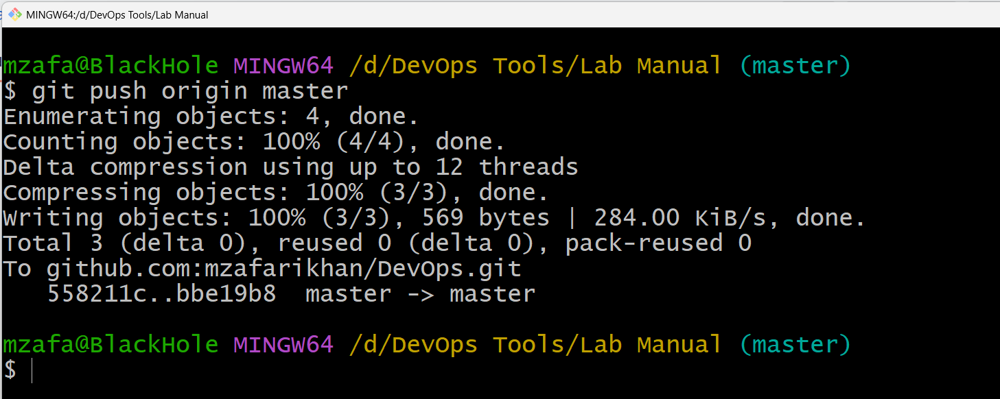 MINGW64:/d/DevOps Tools/Lab Manual
mzafa@BlackHole MINGW64 /d/DevOps Tools/Lab Manual (master)
$ git push origin master
Enumerating objects: 4, done.
Counting objects: 100% (4/4), done.
Delta compression using up to 12 threads
Compressing objects: 100% (3/3), done.
Writing objects: 100% (3/3), 569 bytes | 284.00 KiB/s, done.
Total 3 (delta 0), reused 0 (delta 0), pack-reused 0
To github.com:mzafarikhan/DevOps.git
   558211c..bbe19b8  master -> master
mzafa@BlackHole MINGW64 /d/DevOps Tools/Lab Manual (master)
$